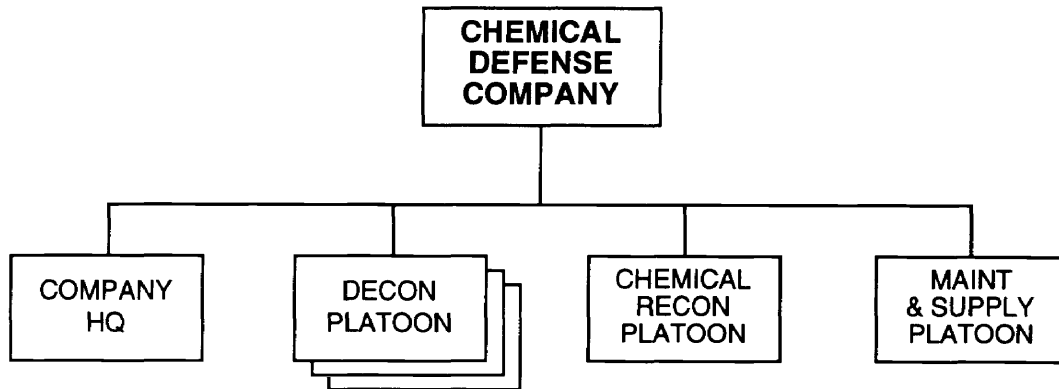 CHEMICAL
DEFENSE
COMPANY
COMPANY
HQ
DECON
PLATOON
CHEMICAL
RECON
PLATOON
MAINT
& SUPPLY
PLATOON